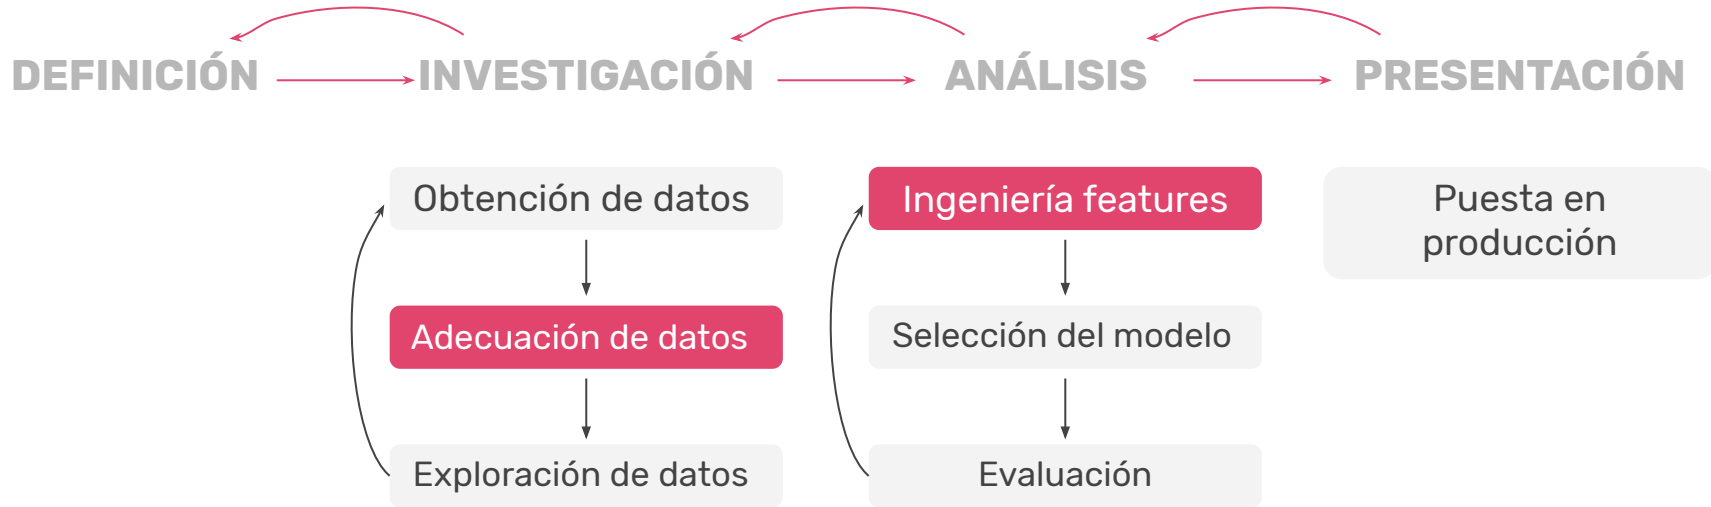 DEFINICIÓN
INVESTIGACIÓN
ANÁLISIS
PRESENTACIÓN
Obtención de datos
Adecuación de datos
Exploración de datos
Ingeniería features
Selección del modelo
Evaluación
Puesta en
producción